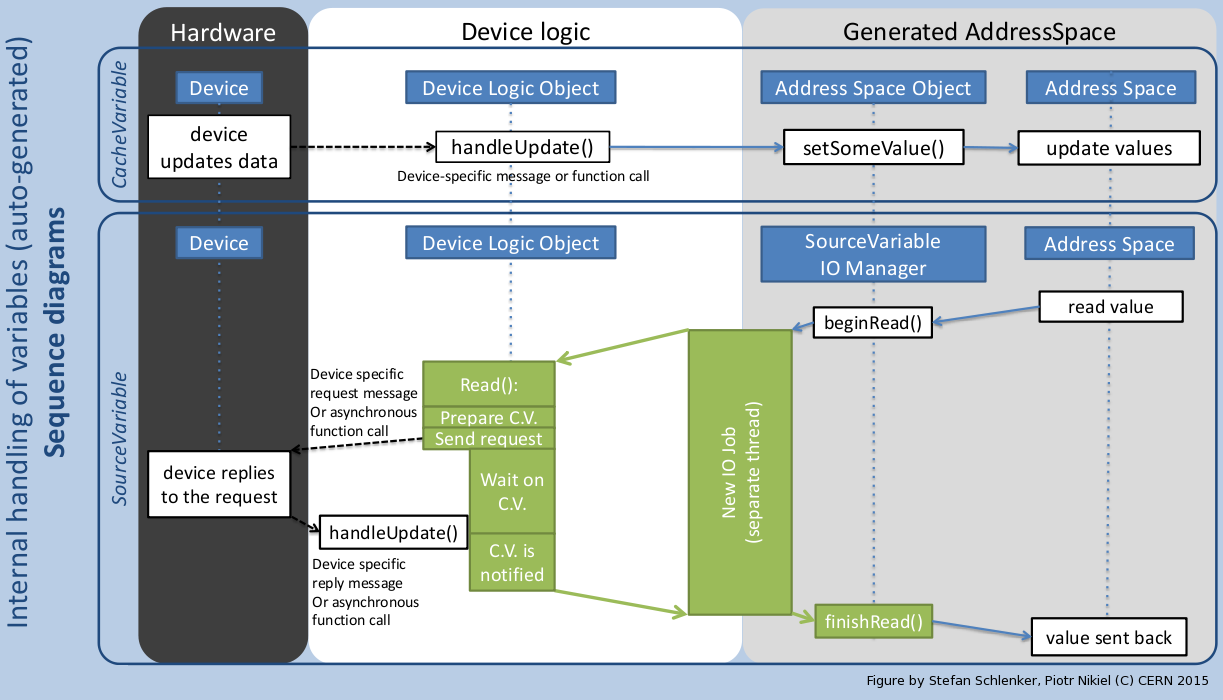 Internal handling of variables (auto-generated)
Sequence diagrams
Hardware
Device logic
Generated AddressSpace
CacheVariable
Device
Device Logic Object
Address Space Object
Address Space
device
updates data
handleUpdate()
setSomeValue()
update values
Device-specific message or function call
SourceVariable
Device
Device Logic Object
SourceVariable
IO Manager
Address Space
read value
beginRead()
New IO Job
(separate thread)
Read():
Prepare C.V.
Send request
Device specific
request message
Or asynchronous
function call
device replies
to the request
Wait on
C.V.
handleUpdate()
C.V. is
notified
Device specific
reply message
Or asynchronous
function call
finishRead()
value sent back
Figure by Stefan Schlenker, Piotr Nikiel (C) CERN 2015